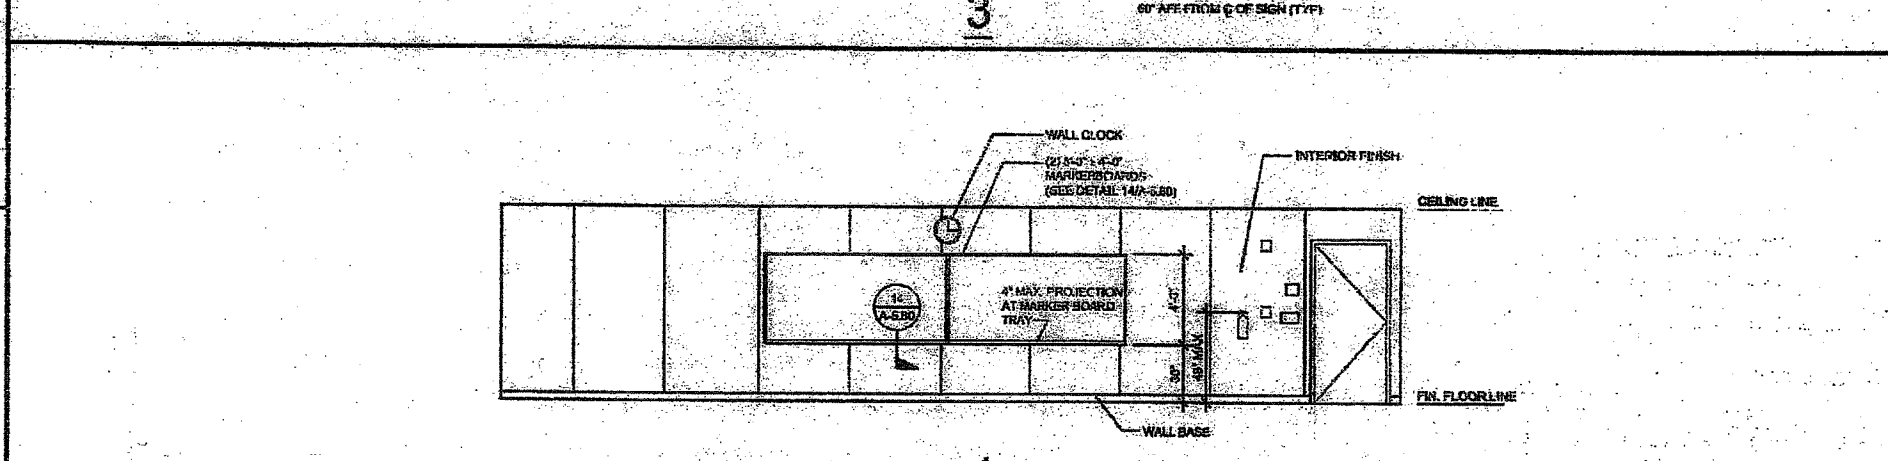 13
60" AFF FROM ℄ OF SIGN (TYP)
WALL CLOCK
(2) 8'-0" x 4'-0"
MARKERBOARDS
(SEE DETAIL 14/A-5.80)
INTERIOR FINISH
CEILING LINE
4" MAX. PROJECTION
AT MARKER BOARD
TRAY
14
A-5.80
4'-0"
48" MAX.
FIN. FLOOR LINE
WALL BASE